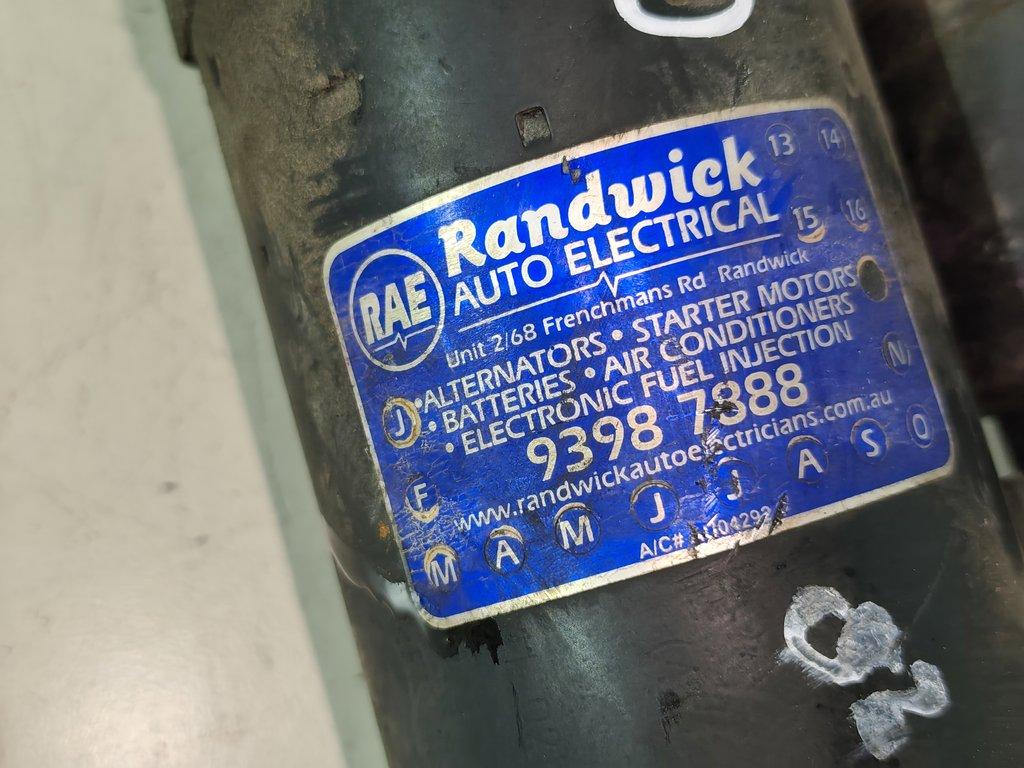 Randwick
AUTO ELECTRICAL
RAE
13 14
15 16
Unit 2/68 Frenchmans Rd Randwick
• ALTERNATORS • STARTER MOTORS
• BATTERIES • AIR CONDITIONERS
• ELECTRONIC FUEL INJECTION
9398 7888
www.randwickautoelectricians.com.au
J F M A M J J A S O N
A/C#